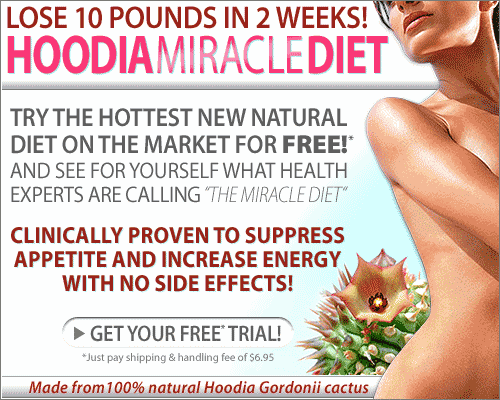 LOSE 10 POUNDS IN 2 WEEKS!
HOODIAMIRACLEDIET
TRY THE HOTTEST NEW NATURAL
DIET ON THE MARKET FOR FREE!*
AND SEE FOR YOURSELF WHAT HEALTH
EXPERTS ARE CALLING "THE MIRACLE DIET"
CLINICALLY PROVEN TO SUPPRESS
APPETITE AND INCREASE ENERGY
WITH NO SIDE EFFECTS!
GET YOUR FREE* TRIAL!
*Just pay shipping & handling fee of $6.95
Made from100% natural Hoodia Gordonii cactus